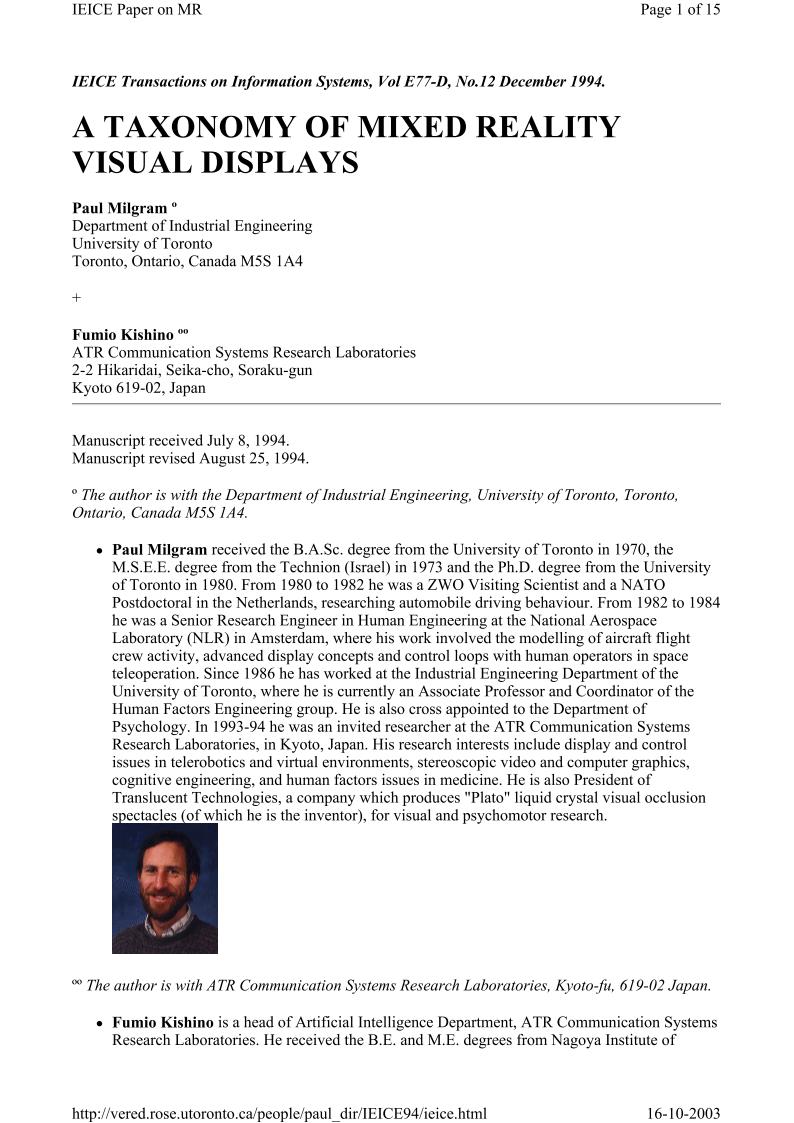 IEICE Paper on MR
Page 1 of 15
IEICE Transactions on Information Systems, Vol E77-D, No.12 December 1994.
A TAXONOMY OF MIXED REALITY
VISUAL DISPLAYS
Paul Milgram º
Department of Industrial Engineering
University of Toronto
Toronto, Ontario, Canada M5S 1A4
+
Fumio Kishino ºº
ATR Communication Systems Research Laboratories
2-2 Hikaridai, Seika-cho, Soraku-gun
Kyoto 619-02, Japan
Manuscript received July 8, 1994.
Manuscript revised August 25, 1994.
º The author is with the Department of Industrial Engineering, University of Toronto, Toronto,
Ontario, Canada M5S 1A4.
• Paul Milgram received the B.A.Sc. degree from the University of Toronto in 1970, the
M.S.E.E. degree from the Technion (Israel) in 1973 and the Ph.D. degree from the University
of Toronto in 1980. From 1980 to 1982 he was a ZWO Visiting Scientist and a NATO
Postdoctoral in the Netherlands, researching automobile driving behaviour. From 1982 to 1984
he was a Senior Research Engineer in Human Engineering at the National Aerospace
Laboratory (NLR) in Amsterdam, where his work involved the modelling of aircraft flight
crew activity, advanced display concepts and control loops with human operators in space
teleoperation. Since 1986 he has worked at the Industrial Engineering Department of the
University of Toronto, where he is currently an Associate Professor and Coordinator of the
Human Factors Engineering group. He is also cross appointed to the Department of
Psychology. In 1993-94 he was an invited researcher at the ATR Communication Systems
Research Laboratories, in Kyoto, Japan. His research interests include display and control
issues in telerobotics and virtual environments, stereoscopic video and computer graphics,
cognitive engineering, and human factors issues in medicine. He is also President of
Translucent Technologies, a company which produces "Plato" liquid crystal visual occlusion
spectacles (of which he is the inventor), for visual and psychomotor research.
ºº The author is with ATR Communication Systems Research Laboratories, Kyoto-fu, 619-02 Japan.
• Fumio Kishino is a head of Artificial Intelligence Department, ATR Communication Systems
Research Laboratories. He received the B.E. and M.E. degrees from Nagoya Institute of
http://vered.rose.utoronto.ca/people/paul_dir/IEICE94/ieice.html
16-10-2003